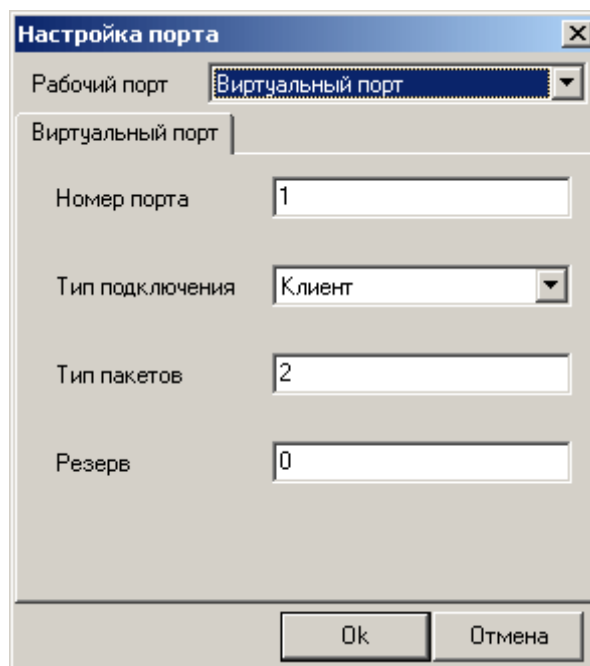 Настройка порта
Рабочий порт Виртуальный порт
Виртуальный порт
Номер порта 1
Тип подключения Клиент
Тип пакетов 2
Резерв 0
Ok Отмена